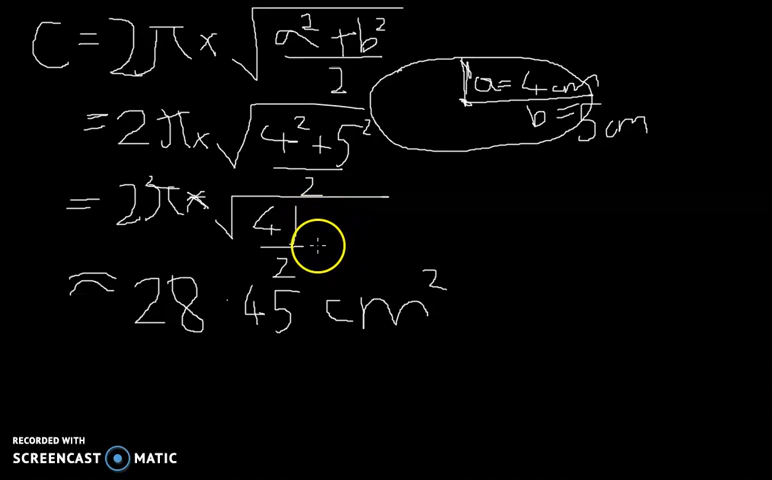 C = 2π × √(a² + b² / 2)
a = 4 cm
b = 5 cm
= 2π × √(4² + 5² / 2)
= 2π × √(41 / 2)
≈ 28.45 cm²
RECORDED WITH
SCREENCAST MATIC